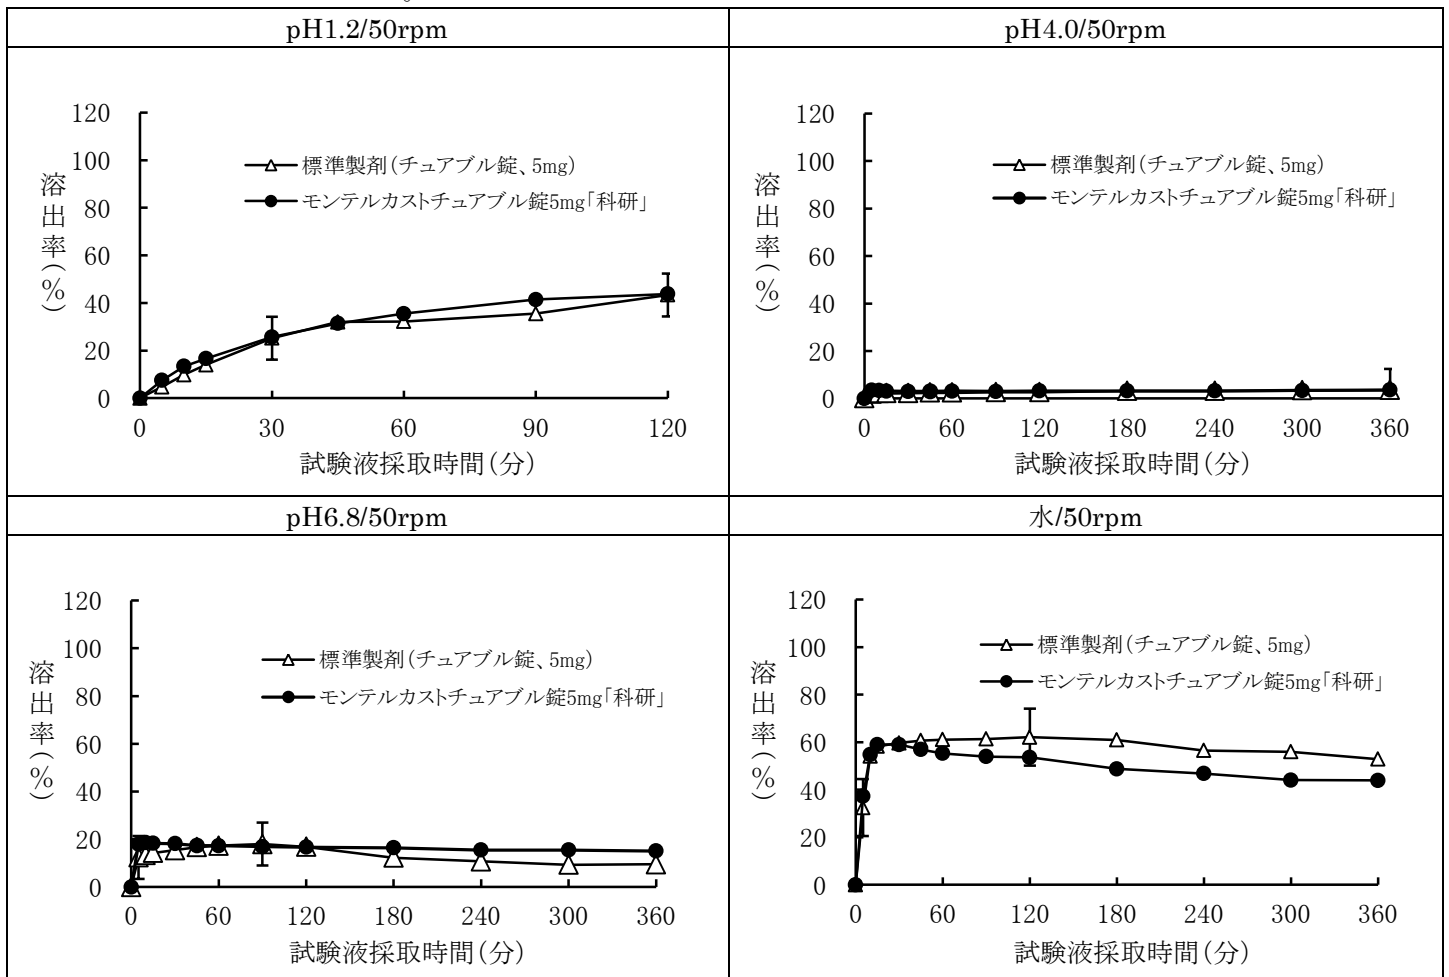 pH1.2/50rpm
120
100
80
60
40
20
0
溶出率(%)
標準製剤(チュアブル錠、5mg)
モンテルカストチュアブル錠5mg「科研」
0 30 60 90 120
試験液採取時間(分)
pH4.0/50rpm
120
100
80
60
40
20
0
溶出率(%)
標準製剤(チュアブル錠、5mg)
モンテルカストチュアブル錠5mg「科研」
0 60 120 180 240 300 360
試験液採取時間(分)
pH6.8/50rpm
120
100
80
60
40
20
0
溶出率(%)
標準製剤(チュアブル錠、5mg)
モンテルカストチュアブル錠5mg「科研」
0 60 120 180 240 300 360
試験液採取時間(分)
水/50rpm
120
100
80
60
40
20
0
溶出率(%)
標準製剤(チュアブル錠、5mg)
モンテルカストチュアブル錠5mg「科研」
0 60 120 180 240 300 360
試験液採取時間(分)